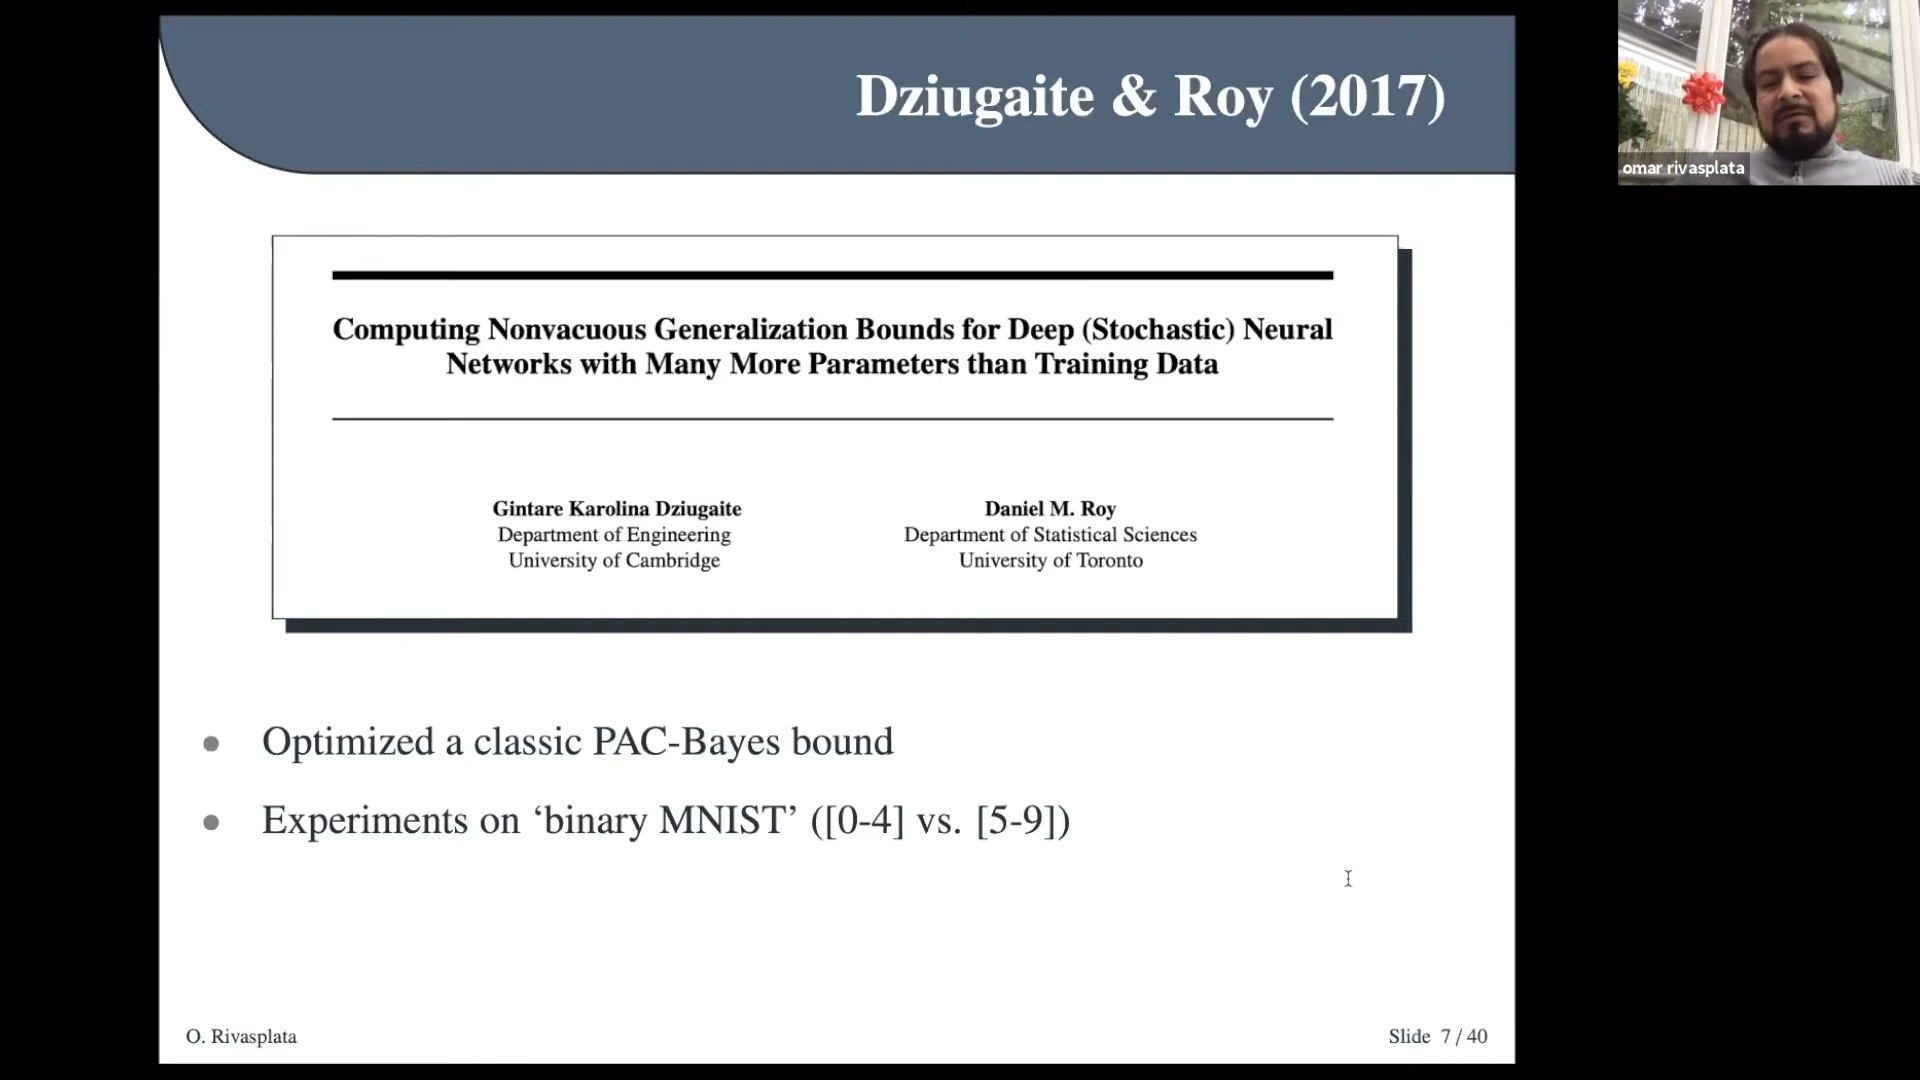 Dziugaite & Roy (2017)
omar rivasplata
Computing Nonvacuous Generalization Bounds for Deep (Stochastic) Neural
Networks with Many More Parameters than Training Data
Gintare Karolina Dziugaite
Department of Engineering
University of Cambridge
Daniel M. Roy
Department of Statistical Sciences
University of Toronto
• Optimized a classic PAC-Bayes bound
• Experiments on ‘binary MNIST’ ([0-4] vs. [5-9])
O. Rivasplata
Slide 7 / 40